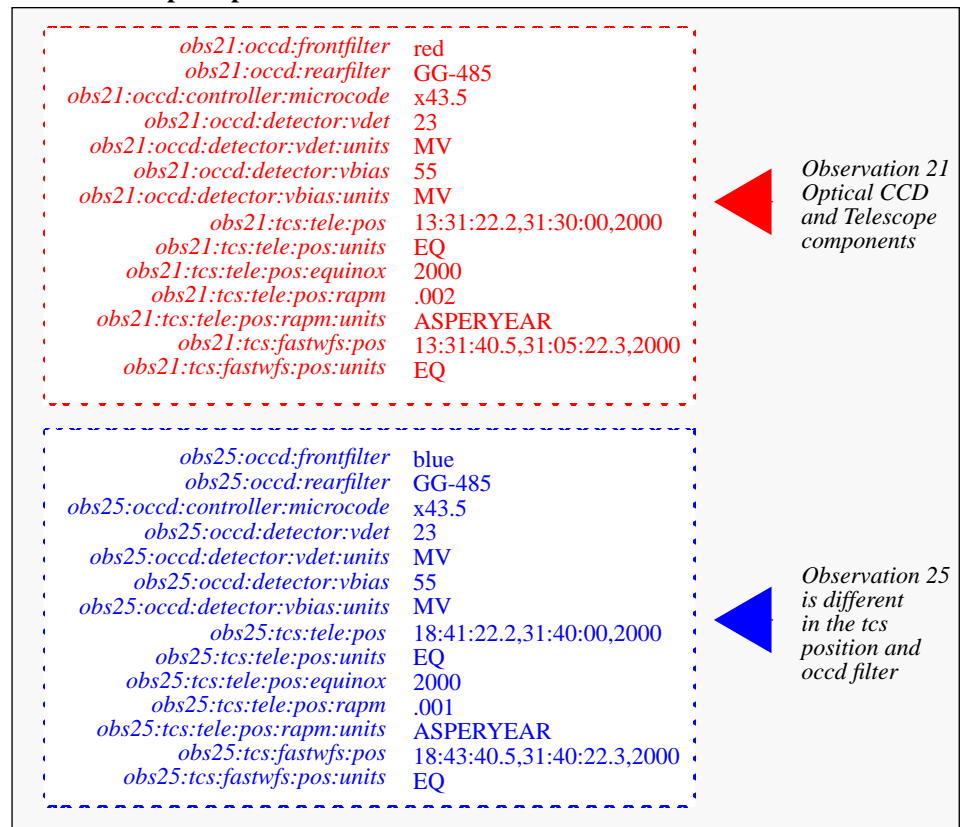 obs21:occd:frontfilter red
obs21:occd:rearfilter GG-485
obs21:occd:controller:microcode x43.5
obs21:occd:detector:vdet 23
obs21:occd:detector:vdet:units MV
obs21:occd:detector:vbias 55
obs21:occd:detector:vbias:units MV
obs21:tcs:tele:pos 13:31:22.2,31:30:00,2000
obs21:tcs:tele:pos:units EQ
obs21:tcs:tele:pos:equinox 2000
obs21:tcs:tele:pos:rapm .002
obs21:tcs:tele:pos:rapm:units ASPERYEAR
obs21:tcs:fastwfs:pos 13:31:40.5,31:05:22.3,2000
obs21:tcs:fastwfs:pos:units EQ
Observation 21
Optical CCD
and Telescope
components
obs25:occd:frontfilter blue
obs25:occd:rearfilter GG-485
obs25:occd:controller:microcode x43.5
obs25:occd:detector:vdet 23
obs25:occd:detector:vdet:units MV
obs25:occd:detector:vbias 55
obs25:occd:detector:vbias:units MV
obs25:tcs:tele:pos 18:41:22.2,31:40:00,2000
obs25:tcs:tele:pos:units EQ
obs25:tcs:tele:pos:equinox 2000
obs25:tcs:tele:pos:rapm .001
obs25:tcs:tele:pos:rapm:units ASPERYEAR
obs25:tcs:fastwfs:pos 18:43:40.5,31:40:22.3,2000
obs25:tcs:fastwfs:pos:units EQ
Observation 25
is different
in the tcs
position and
occd filter